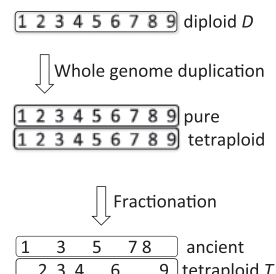 1 2 3 4 5 6 7 8 9 diploid D
Whole genome duplication
1 2 3 4 5 6 7 8 9 pure
1 2 3 4 5 6 7 8 9 tetraploid
Fractionation
1 3 5 7 8 ancient
2 3 4 6 9 tetraploid T